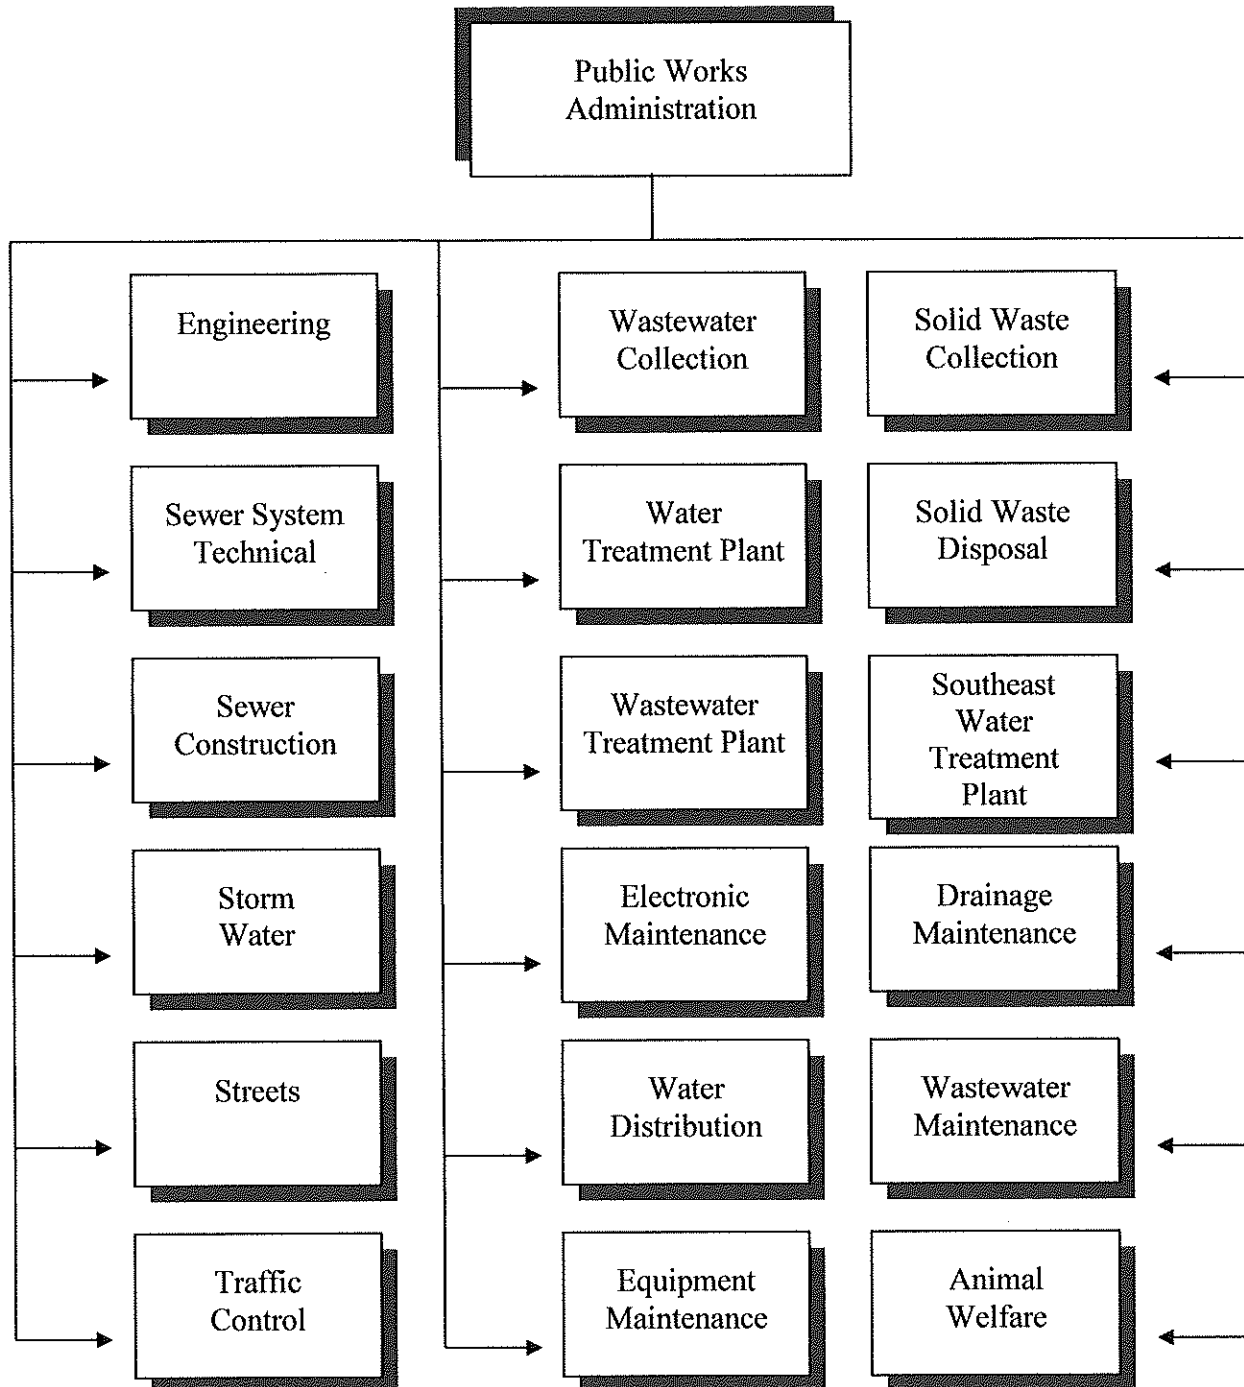 Public Works
Administration
Engineering
Sewer System
Technical
Sewer
Construction
Storm
Water
Streets
Traffic
Control
Wastewater
Collection
Water
Treatment Plant
Wastewater
Treatment Plant
Electronic
Maintenance
Water
Distribution
Equipment
Maintenance
Solid Waste
Collection
Solid Waste
Disposal
Southeast
Water
Treatment
Plant
Drainage
Maintenance
Wastewater
Maintenance
Animal
Welfare